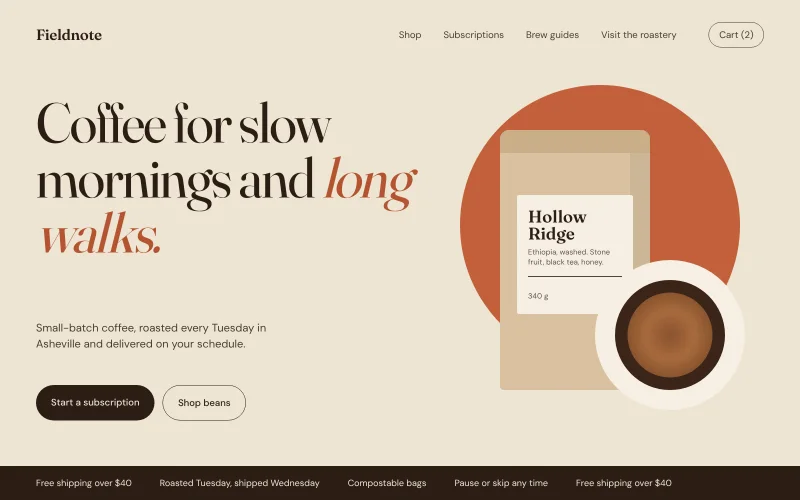 Fieldnote
Shop
Subscriptions
Brew guides
Visit the roastery
Cart (2)
Coffee for slow
mornings and long
walks.
Small-batch coffee, roasted every Tuesday in
Asheville and delivered on your schedule.
Start a subscription
Shop beans
Hollow
Ridge
Ethiopia, washed. Stone
fruit, black tea, honey.
340 g
Free shipping over $40
Roasted Tuesday, shipped Wednesday
Compostable bags
Pause or skip any time
Free shipping over $40